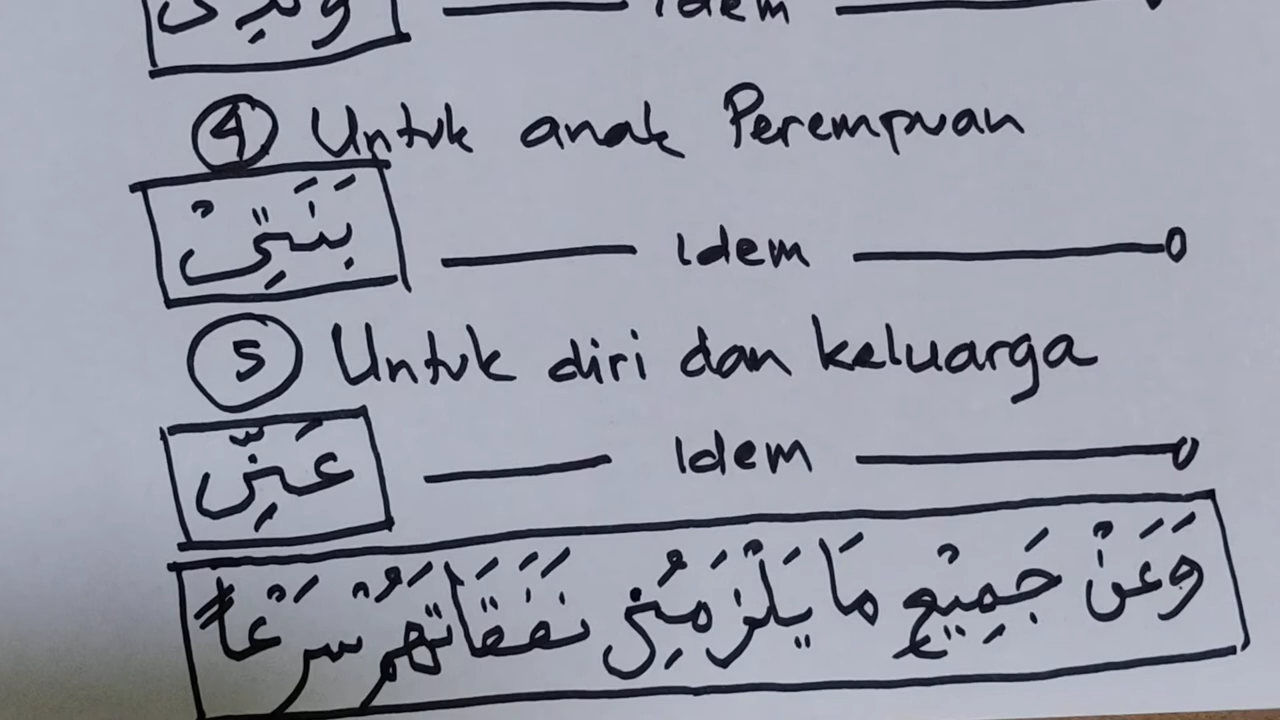 وَلَدِى Idem
④ Untuk anak Perempuan
بَنَتِيْ Idem
⑤ Untuk diri dan keluarga
عَنِّى Idem
وَعَنْ جَمِيْعِ مَا يَلْزَمُنِى نَفَقَاتُهُمْ شَرْعًا